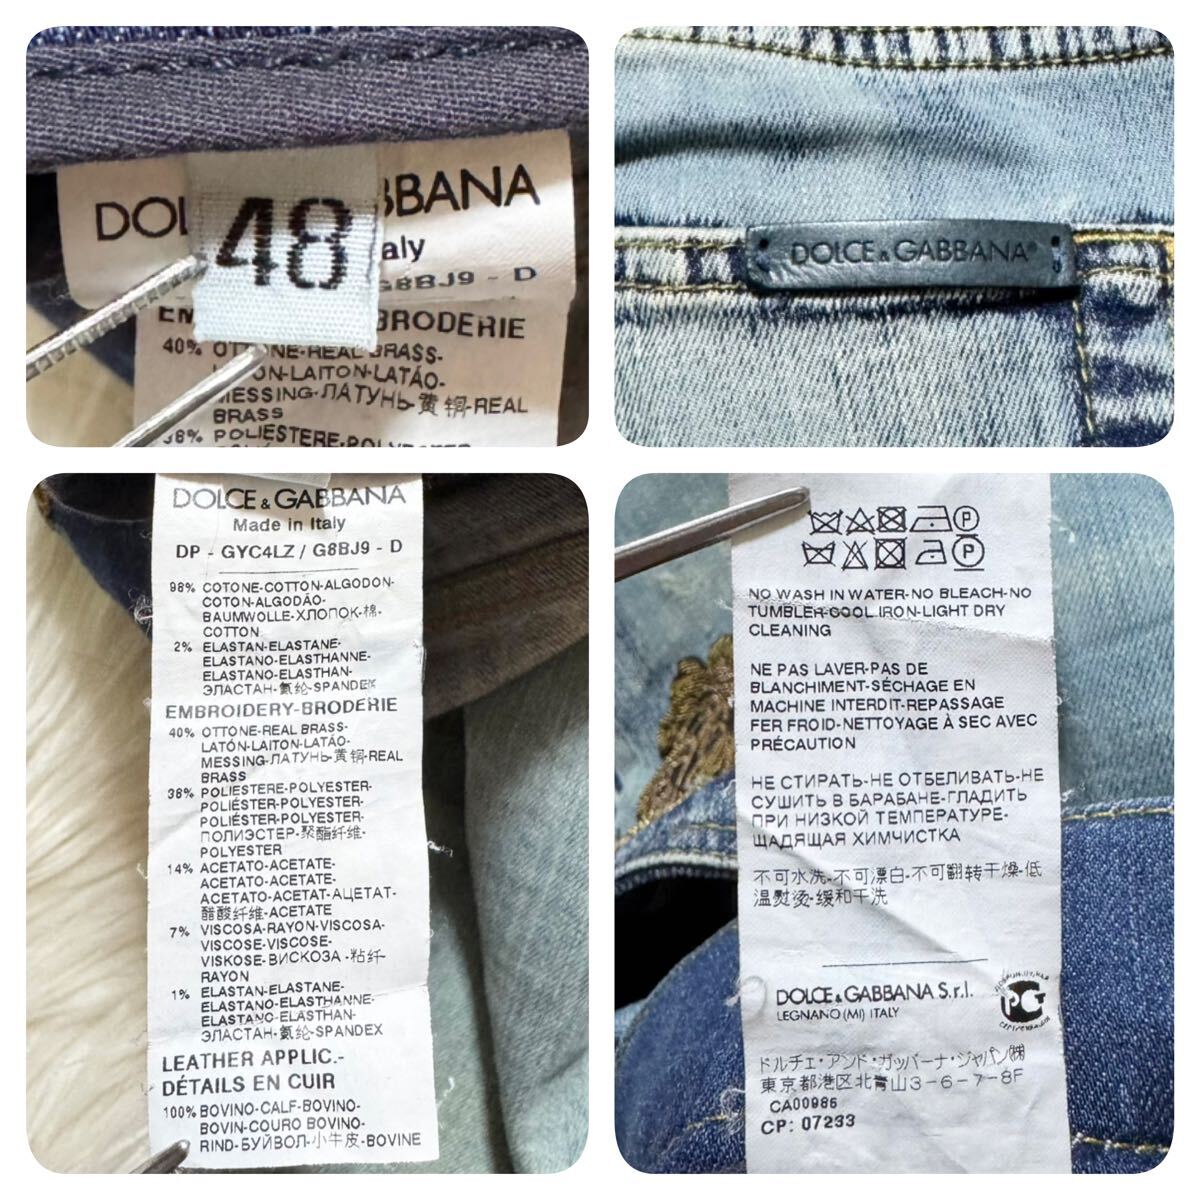 DOL
BBANA
48
aly
G8BJ9 - D
BRODERIE
40%
OTTONE-REAL BRASS-
ON-LAITON-LATÃO-
MESSING-ЛАТУНЬ-黄铜-REAL
BRASS
38% POLIESTERE-POLYESTER
DOLCE & GABBANA®
DOLCE & GABBANA
Made in Italy
DP - GYC4LZ / G8BJ9 - D
98% COTONE-COTTON-ALGODON-
COTON-ALGODÃO-
BAUMWOLLE-ХЛОПОК-棉-
COTTON
2% ELASTAN-ELASTANE-
ELASTANO-ELASTHANNE-
ELASTANO-ELASTHAN-
ЭЛАСТАН-氨纶-SPANDEX
EMBROIDERY-BRODERIE
40% OTTONE-REAL BRASS-
LATÓN-LAITON-LATÃO-
MESSING-ЛАТУНЬ-黄铜-REAL
BRASS
38% POLIESTERE-POLYESTER-
POLIÉSTER-POLYESTER-
POLIÉSTER-POLYESTER-
ПОЛИЭСТЕР-聚酯纤维-
POLYESTER
14% ACETATO-ACETATE-
ACETATO-ACETATE-
ACETATO-ACETAT-АЦЕТАТ-
醋酸纤维-ACETATE
7% VISCOSA-RAYON-VISCOSA-
VISCOSE-VISCOSE-
VISKOSE-ВИСКОЗА-粘纤-
RAYON
1% ELASTAN-ELASTANE-
ELASTANO-ELASTHANNE-
ELASTANO-ELASTHAN-
ЭЛАСТАН-氨纶-SPANDEX
LEATHER APPLIC.-
DÉTAILS EN CUIR
100% BOVINO-CALF-BOVINO-
BOVIN-COURO BOVINO-
RIND-БУЙВОЛ-小牛皮-BOVINE
P
P
NO WASH IN WATER-NO BLEACH-NO
TUMBLER-COOL IRON-LIGHT DRY
CLEANING
NE PAS LAVER-PAS DE
BLANCHIMENT-SÉCHAGE EN
MACHINE INTERDIT-REPASSAGE
FER FROID-NETTOYAGE À SEC AVEC
PRÉCAUTION
НЕ СТИРАТЬ-НЕ ОТБЕЛИВАТЬ-НЕ
СУШИТЬ В БАРАБАНЕ-ГЛАДИТЬ
ПРИ НИЗКОЙ ТЕМПЕРАТУРЕ-
ЩАДЯЩАЯ ХИМЧИСТКА
不可水洗-不可漂白-不可翻转干燥-低
温熨烫-缓和干洗
DOLCE & GABBANA S.r.l.
LEGNANO (MI) ITALY
PCT
ドルチェ・アンド・ガッバーナ・ジャパン㈱
東京都港区北青山3-6-7-8F
CA00986
CP: 07233